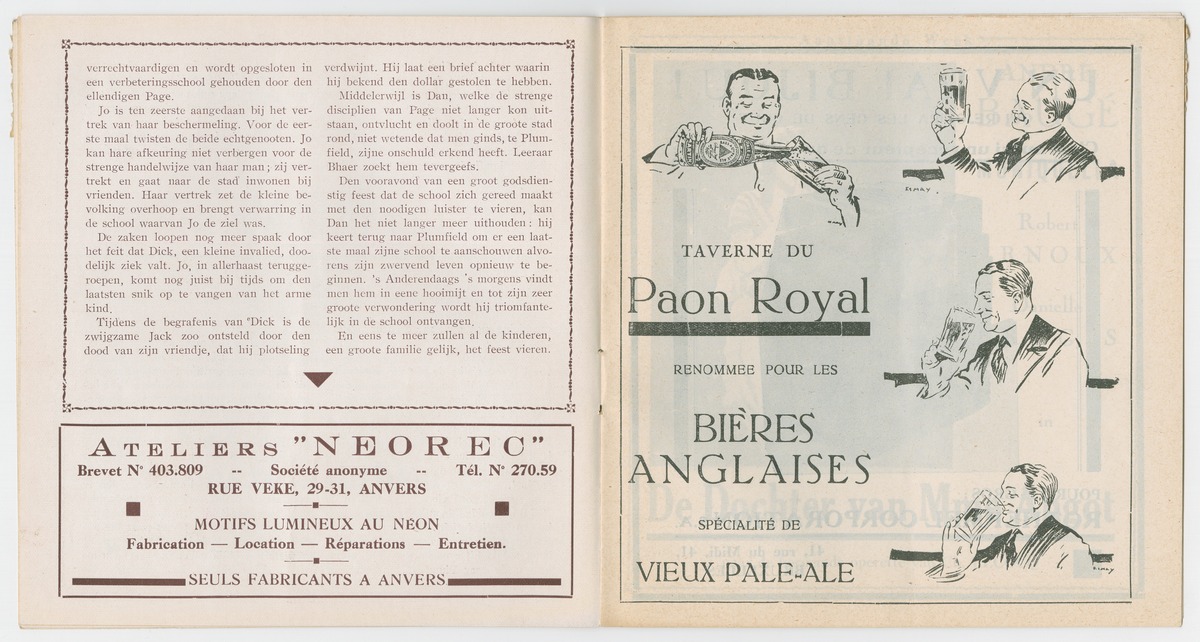 verrechtvaardigen en wordt opgesloten in
een verbeteringsschool gehouden door den
ellendigen Page.
Jo is ten zeerste aangedaan bij het ver-
trek van haar beschermeling. Voor de eer-
ste maal twisten de beide echtgenooten. Jo
kan hare afkeuring niet verbergen voor de
strenge handelwijze van haar man; zij ver-
trekt en gaat naar de stad inwonen bij
vrienden. Haar vertrek zet de kleine be-
volking overhoop en brengt verwarring in
de school waarvan Jo de ziel was.
De zaken loopen nog meer spaak door
het feit dat Dick, een kleine invalied, doo-
delijk ziek valt. Jo, in allerhaast terugge-
roepen, komt nog juist bij tijds om den
laatsten snik op te vangen van het arme
kind.
Tijdens de begrafenis van Dick is de
zwijgzame Jack zoo ontsteld door den
dood van zijn vriendje, dat hij plotseling
verdwijnt. Hij laat een brief achter waarin
hij bekend den dollar gestolen te hebben.
Middelerwijl is Dan, welke de strenge
disciplien van Page niet langer kon uit-
staan, ontvlucht en doolt in de groote stad
rond, niet wetende dat men ginds, te Plum-
field, zijne onschuld erkend heeft. Leeraar
Bhaer zoekt hem tevergeefs.
Den vooravond van een groot godsdien-
stig feest dat de school zich gereed maakt
met den noodigen luister te vieren, kan
Dan het niet langer meer uithouden: hij
keert terug naar Plumfield om er een laat-
ste maal zijne school te aanschouwen alvo-
rens zijn zwervend leven opnieuw te be-
ginnen. 's Anderendaags 's morgens vindt
men hem in eene hooimijt en tot zijn zeer
groote verwondering wordt hij triomfante-
lijk in de school ontvangen.
En eens te meer zullen al de kinderen,
een groote familie gelijk, het feest vieren.
ATELIERS "NEOREC"
Brevet N° 403.809 -- Société anonyme -- Tél. N° 270.59
RUE VEKE, 29-31, ANVERS
MOTIFS LUMINEUX AU NÉON
Fabrication — Location — Réparations — Entretien.
SEULS FABRICANTS A ANVERS
TAVERNE DU
Paon Royal
RENOMMEE POUR LES
BIÈRES
ANGLAISES
SPÉCIALITÉ DE
VIEUX PALE-ALE